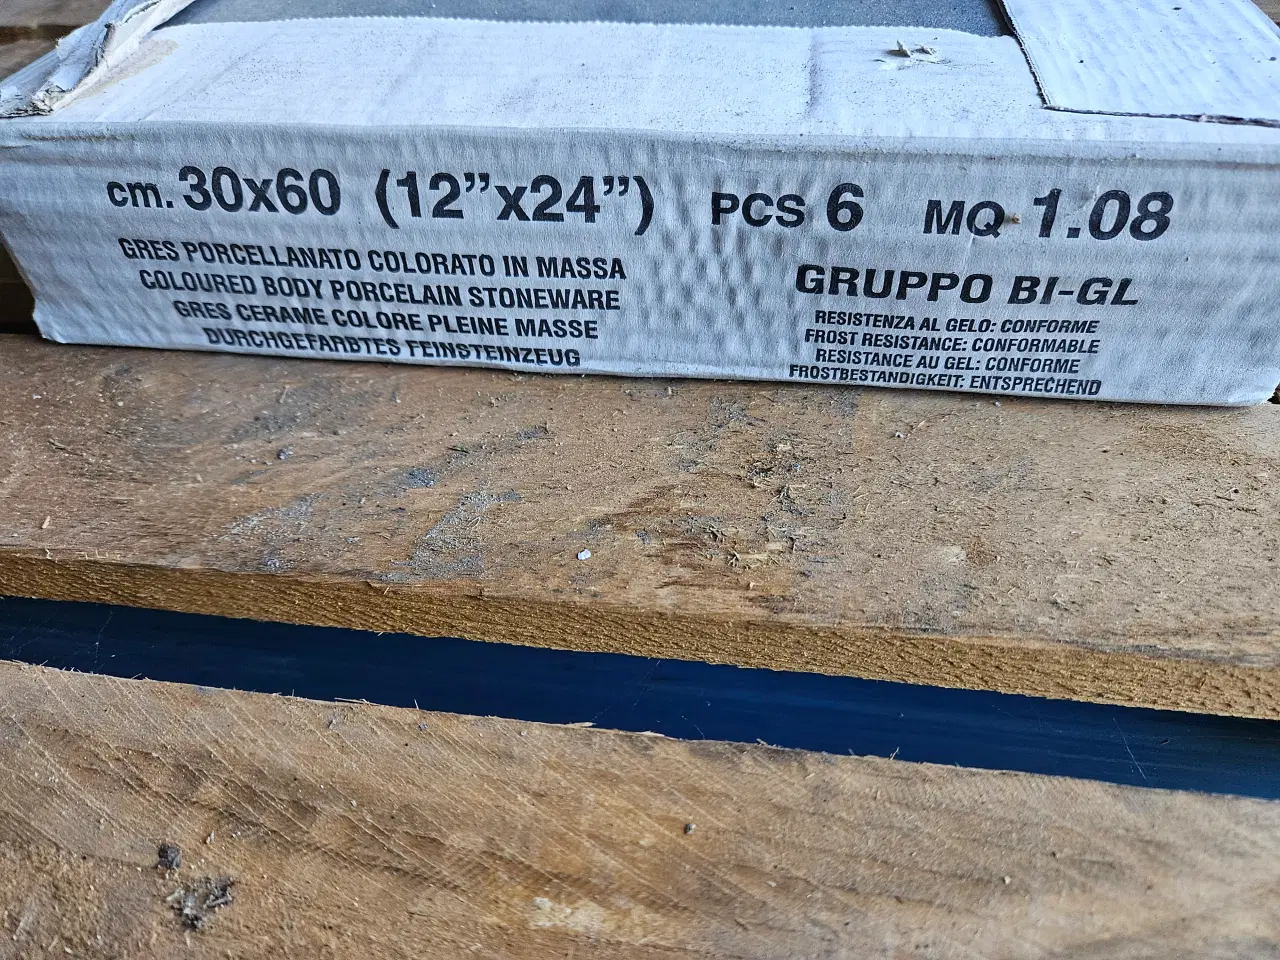 cm. 30x60 (12”x24”) PCS 6 MQ 1.08
GRES PORCELLANATO COLORATO IN MASSA
COLOURED BODY PORCELAIN STONEWARE
GRES CERAME COLORE PLEINE MASSE
DURCHGEFARBTES FEINSTEINZEUG
GRUPPO BI-GL
RESISTENZA AL GELO: CONFORME
FROST RESISTANCE: CONFORMABLE
RESISTANCE AU GEL: CONFORME
FROSTBESTANDIGKEIT: ENTSPRECHEND